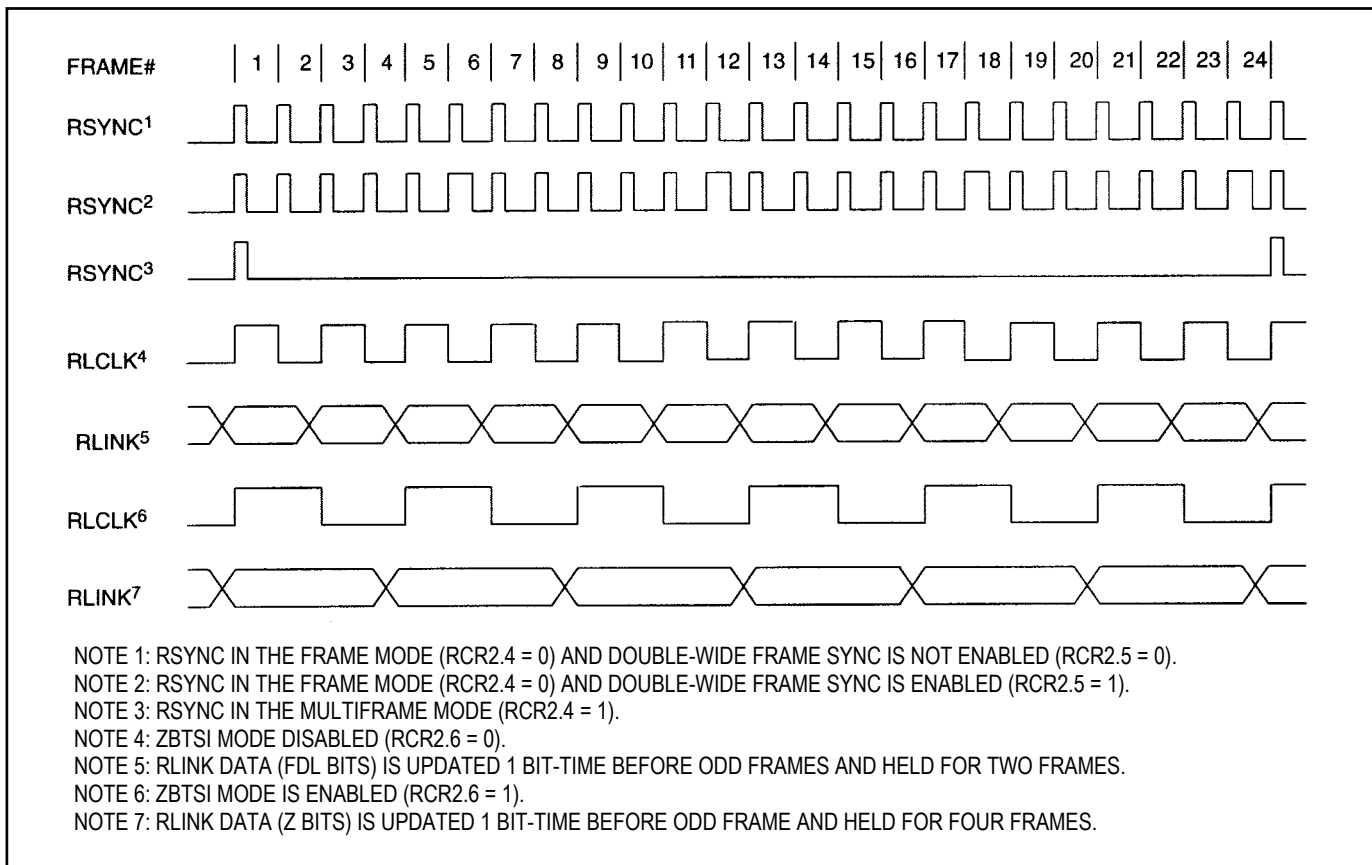 FRAME# 1 2 3 4 5 6 7 8 9 10 11 12 13 14 15 16 17 18 19 20 21 22 23 24
RSYNC1
RSYNC2
RSYNC3
RLCLK4
RLINK5
RLCLK6
RLINK7
NOTE 1: RSYNC IN THE FRAME MODE (RCR2.4 = 0) AND DOUBLE-WIDE FRAME SYNC IS NOT ENABLED (RCR2.5 = 0).
NOTE 2: RSYNC IN THE FRAME MODE (RCR2.4 = 0) AND DOUBLE-WIDE FRAME SYNC IS ENABLED (RCR2.5 = 1).
NOTE 3: RSYNC IN THE MULTIFRAME MODE (RCR2.4 = 1).
NOTE 4: ZBTSI MODE DISABLED (RCR2.6 = 0).
NOTE 5: RLINK DATA (FDL BITS) IS UPDATED 1 BIT-TIME BEFORE ODD FRAMES AND HELD FOR TWO FRAMES.
NOTE 6: ZBTSI MODE IS ENABLED (RCR2.6 = 1).
NOTE 7: RLINK DATA (Z BITS) IS UPDATED 1 BIT-TIME BEFORE ODD FRAME AND HELD FOR FOUR FRAMES.